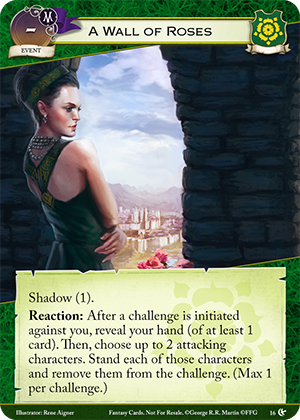 A Wall of Roses
–
EVENT
Shadow (1).
Reaction: After a challenge is initiated
against you, reveal your hand (of at least 1
card). Then, choose up to 2 attacking
characters. Stand each of those characters
and remove them from the challenge. (Max 1
per challenge.)
Illustrator: Rene Aigner Fantasy Cards. Not For Resale. ©George R.R. Martin ©FFG 16